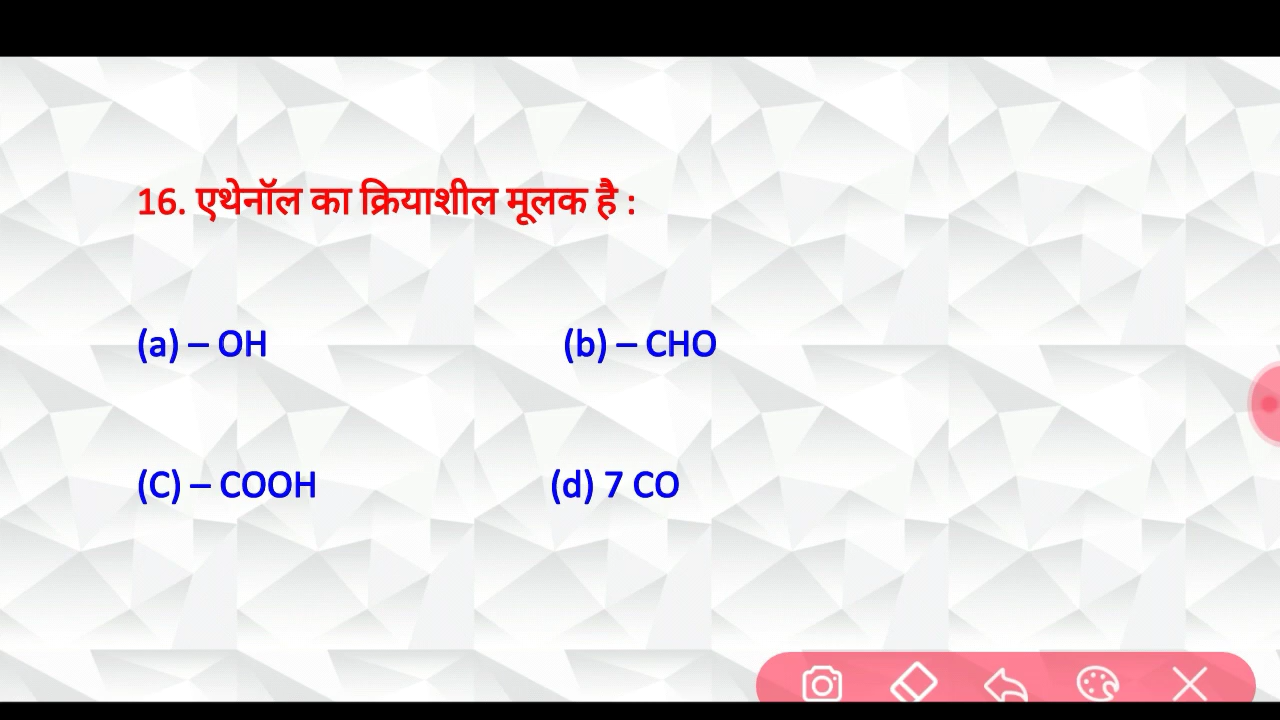 16. एथेनॉल का क्रियाशील मूलक है :
(a) – OH (b) – CHO
(C) – COOH (d) 7 CO